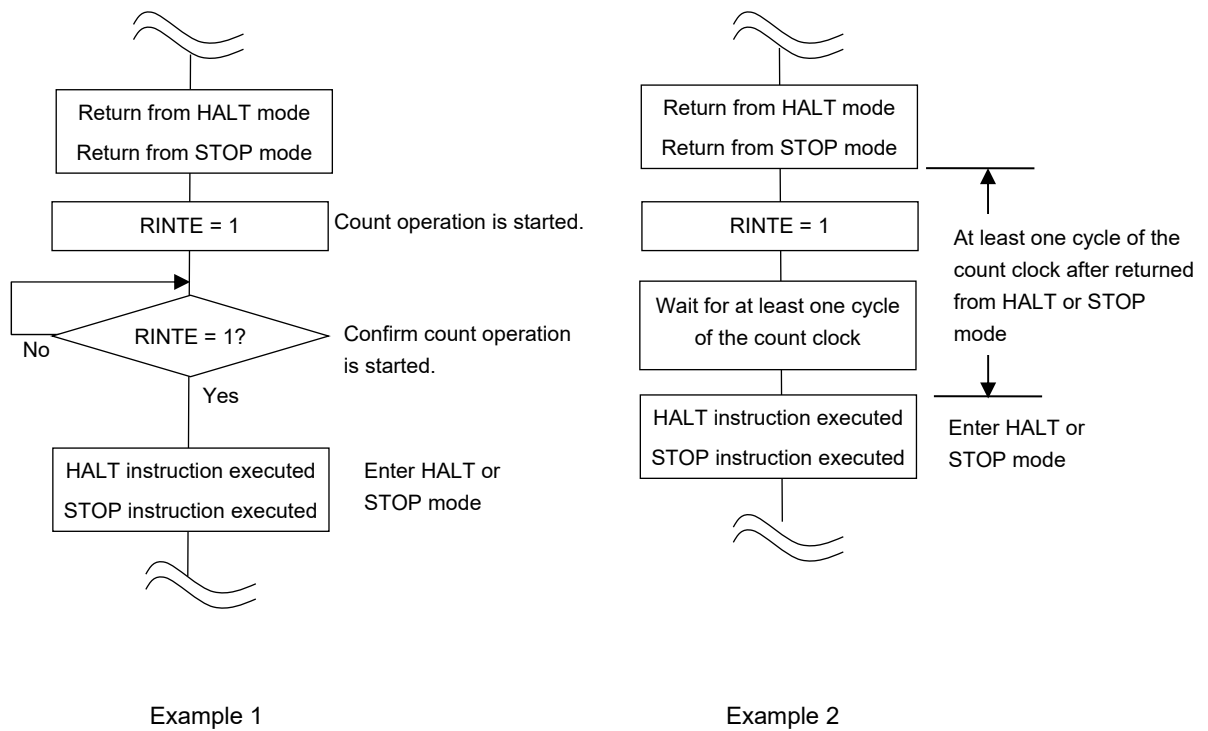 Return from HALT mode
Return from STOP mode
RINTE = 1
Count operation is started.
RINTE = 1?
No
Confirm count operation
is started.
Yes
HALT instruction executed
STOP instruction executed
Enter HALT or
STOP mode
Example 1
Return from HALT mode
Return from STOP mode
RINTE = 1
Wait for at least one cycle
of the count clock
At least one cycle of the
count clock after returned
from HALT or STOP
mode
HALT instruction executed
STOP instruction executed
Enter HALT or
STOP mode
Example 2